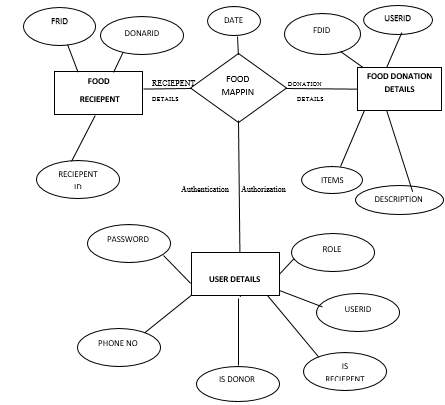 FRID
DONARID
DATE
FDID
USERID
FOOD
RECIEPENT
RECIEPENT
DETAILS
FOOD
MAPPIN
DONATION
DETAILS
FOOD DONATION
DETAILS
RECIEPENT
ID
ITEMS
DESCRIPTION
Authentication
Authorization
PASSWORD
ROLE
USER DETAILS
USERID
PHONE NO
IS DONOR
IS
RECIEPENT